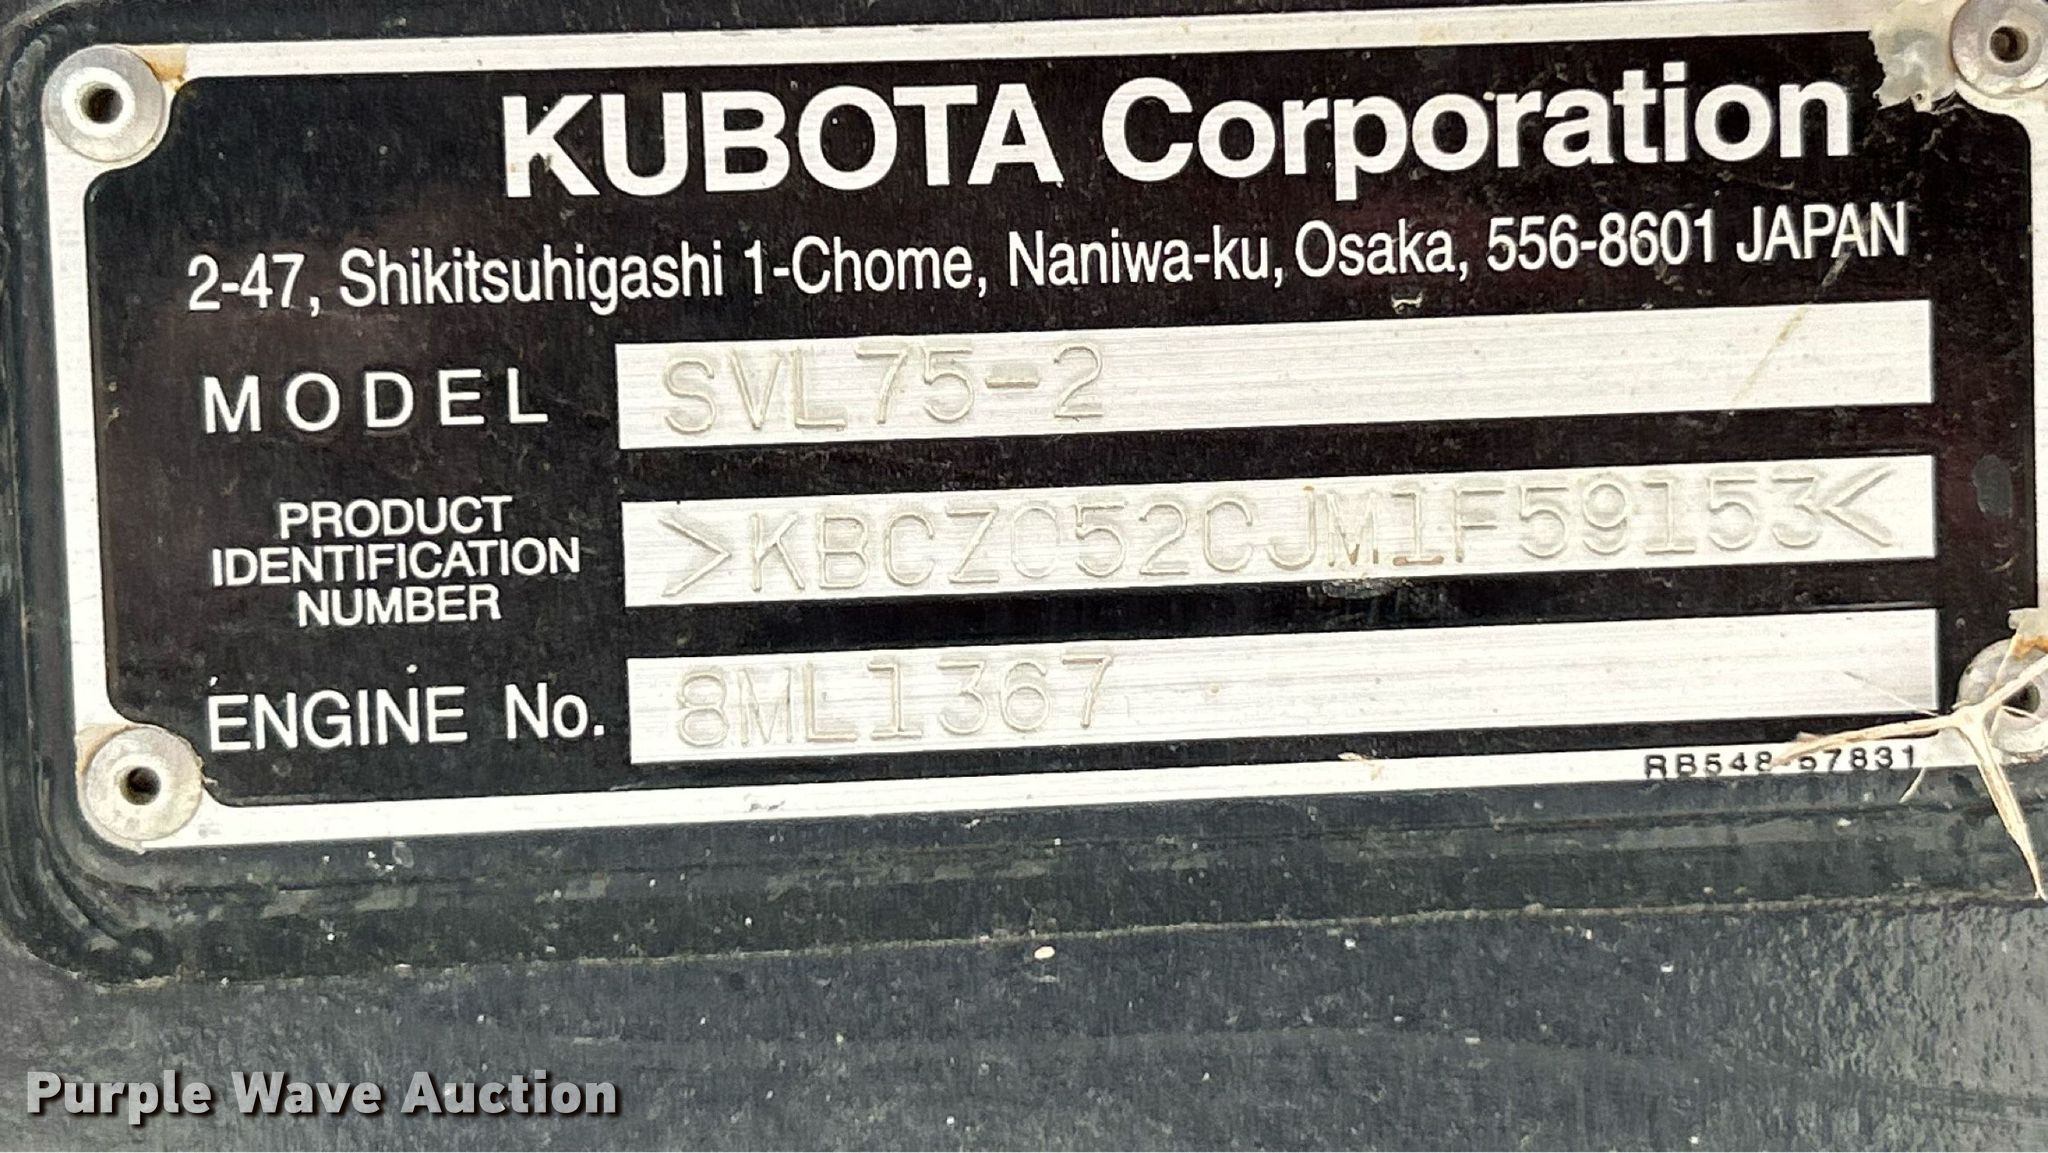 KUBOTA Corporation
2-47, Shikitsuhigashi 1-Chome, Naniwa-ku, Osaka, 556-8601 JAPAN
MODEL SVL75-2
PRODUCT IDENTIFICATION NUMBER >KBCZ052CJM1F59153<
ENGINE No. 8ML1367
RB548-57831
Purple Wave Auction